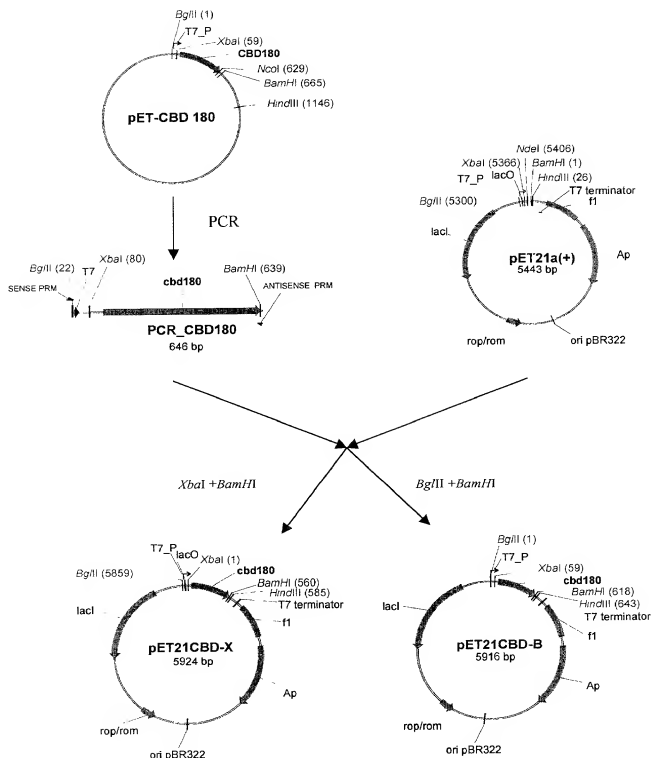 BglII (1)
T7_P
XbaI (59)
CBD180
NcoI (629)
BamHI (665)
HindIII (1146)
pET-CBD 180
PCR
BglII (22)
T7
XbaI (80)
cbd180
BamHI (639)
SENSE PRM
ANTISENSE PRM
PCR_CBD180
646 bp
NdeI (5406)
XbaI (5366)
BamHI (1)
T7_P
lacO
HindIII (26)
BglII (5300)
T7 terminator
f1
lacI
pET21a(+)
5443 bp
Ap
rop/rom
ori pBR322
XbaI +BamHI
BglII +BamHI
T7_P
lacO
XbaI (1)
cbd180
BglII (5859)
BamHI (560)
HindIII (585)
T7 terminator
lacI
f1
pET21CBD-X
5924 bp
Ap
rop/rom
ori pBR322
BglII (1)
T7_P
XbaI (59)
cbd180
BamHI (618)
HindIII (643)
T7 terminator
lacI
f1
pET21CBD-B
5916 bp
Ap
rop/rom
ori pBR322